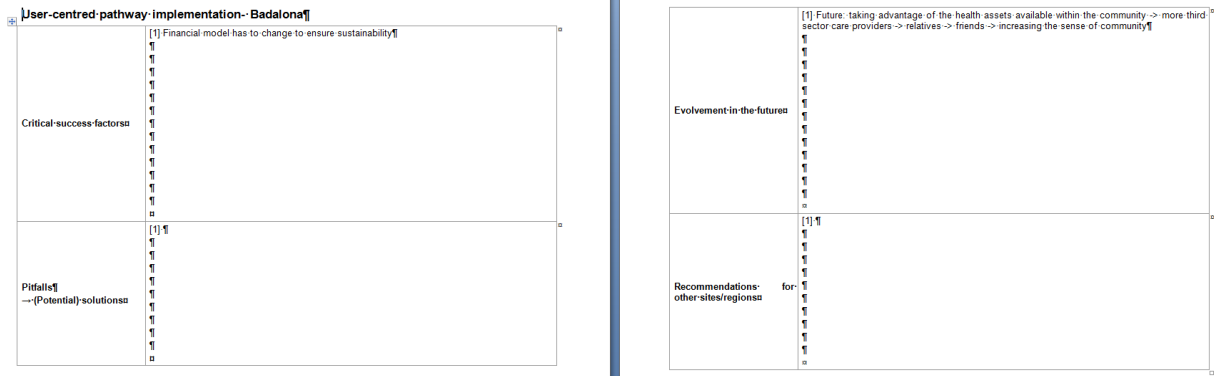 User-centred pathway implementation - Badalona
[1] Financial model has to change to ensure sustainability
Critical success factors
[1]
Pitfalls
→ (Potential) solutions
[1] Future: taking advantage of the health assets available within the community -> more third
sector care providers -> relatives -> friends -> increasing the sense of community
Evolvement in the future
[1]
Recommendations for
other sites/regions